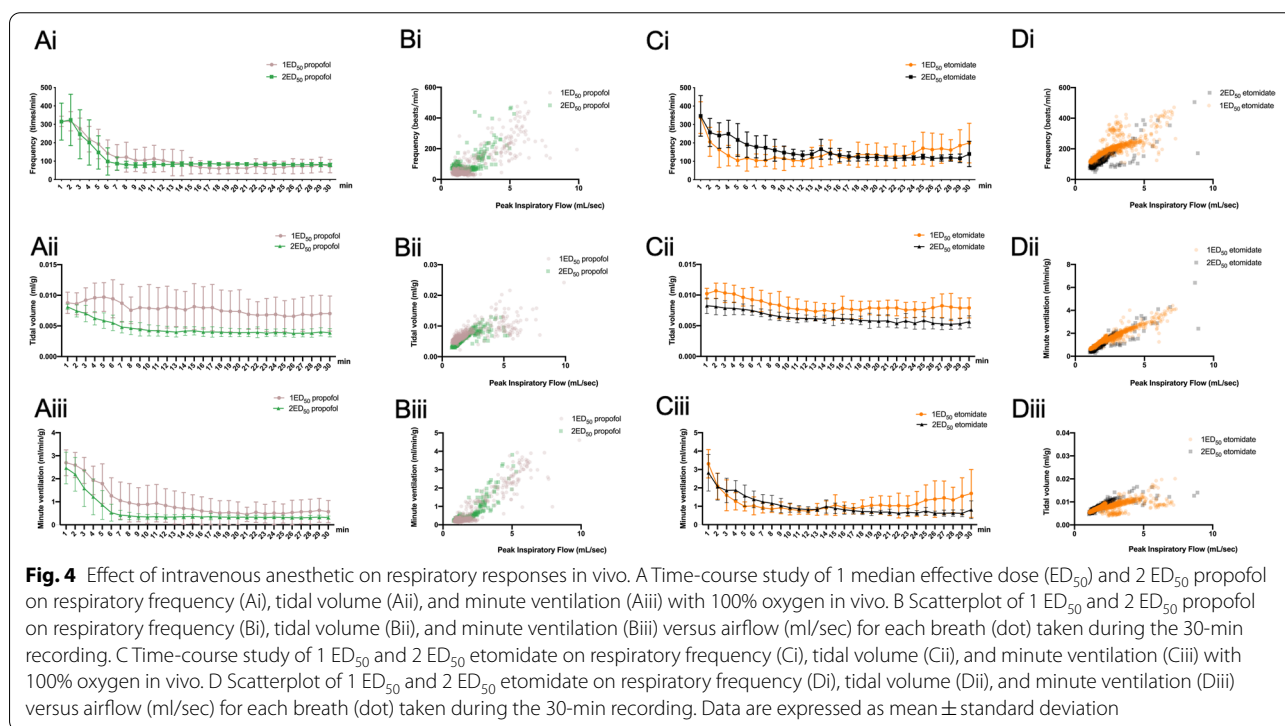 Ai
1ED50 propofol
2ED50 propofol
Frequency (times/min)
500
400
300
200
100
0
1 2 3 4 5 6 7 8 9 10 11 12 13 14 15 16 17 18 19 20 21 22 23 24 25 26 27 28 29 30 min
Bi
1ED50 propofol
2ED50 propofol
Frequency (beats/min)
600
400
200
0
0 5 10
Peak Inspiratory Flow (mL/sec)
Ci
1ED50 etomidate
2ED50 etomidate
Frequency (times/min)
500
400
300
200
100
0
1 2 3 4 5 6 7 8 9 10 11 12 13 14 15 16 17 18 19 20 21 22 23 24 25 26 27 28 29 30 min
Di
2ED50 etomidate
1ED50 etomidate
Frequency (beats/min)
600
400
200
0
0 5 10
Peak Inspiratory Flow (mL/sec)
Aii
1ED50 propofol
2ED50 propofol
Tidal volume (ml/g)
0.015
0.010
0.005
0.000
1 2 3 4 5 6 7 8 9 10 11 12 13 14 15 16 17 18 19 20 21 22 23 24 25 26 27 28 29 30 min
Bii
1ED50 propofol
2ED50 propofol
Tidal volume (ml/g)
0.03
0.02
0.01
0.00
0 5 10
Peak Inspiratory Flow (mL/sec)
Cii
1ED50 etomidate
2ED50 etomidate
Tidal volume (ml/g)
0.015
0.010
0.005
0.000
1 2 3 4 5 6 7 8 9 10 11 12 13 14 15 16 17 18 19 20 21 22 23 24 25 26 27 28 29 30 min
Dii
1ED50 etomidate
2ED50 etomidate
Minute ventilation (ml/min/g)
8
6
4
2
0
0 5 10
Peak Inspiratory Flow (mL/sec)
Aiii
1ED50 propofol
2ED50 propofol
Minute ventilation (ml/min/g)
4
3
2
1
0
1 2 3 4 5 6 7 8 9 10 11 12 13 14 15 16 17 18 19 20 21 22 23 24 25 26 27 28 29 30 min
Biii
1ED50 propofol
2ED50 propofol
Minute ventilation (ml/min/g)
5
4
3
2
1
0
0 5 10
Peak Inspiratory Flow (mL/sec)
Ciii
1ED50 etomidate
2ED50 etomidate
Minute ventilation (ml/min/g)
5
4
3
2
1
0
1 2 3 4 5 6 7 8 9 10 11 12 13 14 15 16 17 18 19 20 21 22 23 24 25 26 27 28 29 30 min
Diii
1ED50 etomidate
2ED50 etomidate
Tidal volume (ml/g)
0.04
0.03
0.02
0.01
0.00
0 5 10
Peak Inspiratory Flow (mL/sec)
Fig. 4 Effect of intravenous anesthetic on respiratory responses in vivo. A Time-course study of 1 median effective dose (ED50) and 2 ED50 propofol
on respiratory frequency (Ai), tidal volume (Aii), and minute ventilation (Aiii) with 100% oxygen in vivo. B Scatterplot of 1 ED50 and 2 ED50 propofol
on respiratory frequency (Bi), tidal volume (Bii), and minute ventilation (Biii) versus airflow (ml/sec) for each breath (dot) taken during the 30-min
recording. C Time-course study of 1 ED50 and 2 ED50 etomidate on respiratory frequency (Ci), tidal volume (Cii), and minute ventilation (Ciii) with
100% oxygen in vivo. D Scatterplot of 1 ED50 and 2 ED50 etomidate on respiratory frequency (Di), tidal volume (Dii), and minute ventilation (Diii)
versus airflow (ml/sec) for each breath (dot) taken during the 30-min recording. Data are expressed as mean ± standard deviation